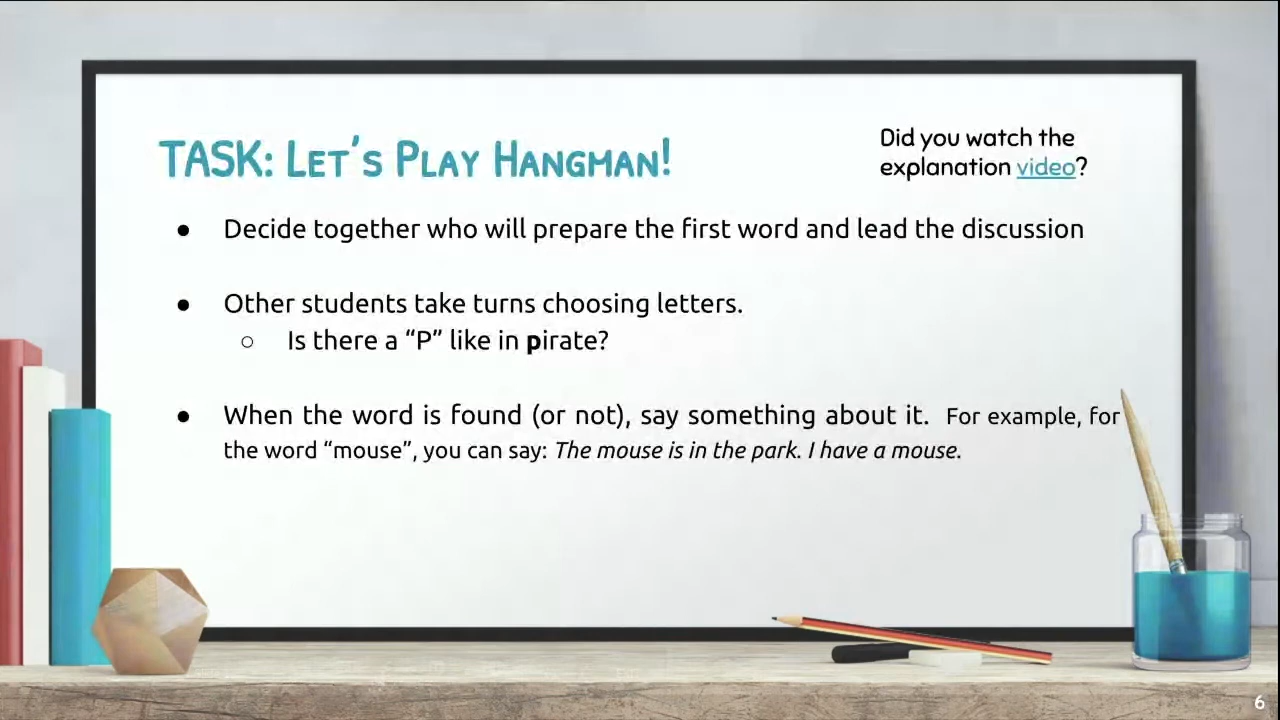 TASK: LET'S PLAY HANGMAN!
Did you watch the
explanation video?
● Decide together who will prepare the first word and lead the discussion
● Other students take turns choosing letters.
○ Is there a “P” like in pirate?
● When the word is found (or not), say something about it. For example, for
the word “mouse”, you can say: The mouse is in the park. I have a mouse.
6